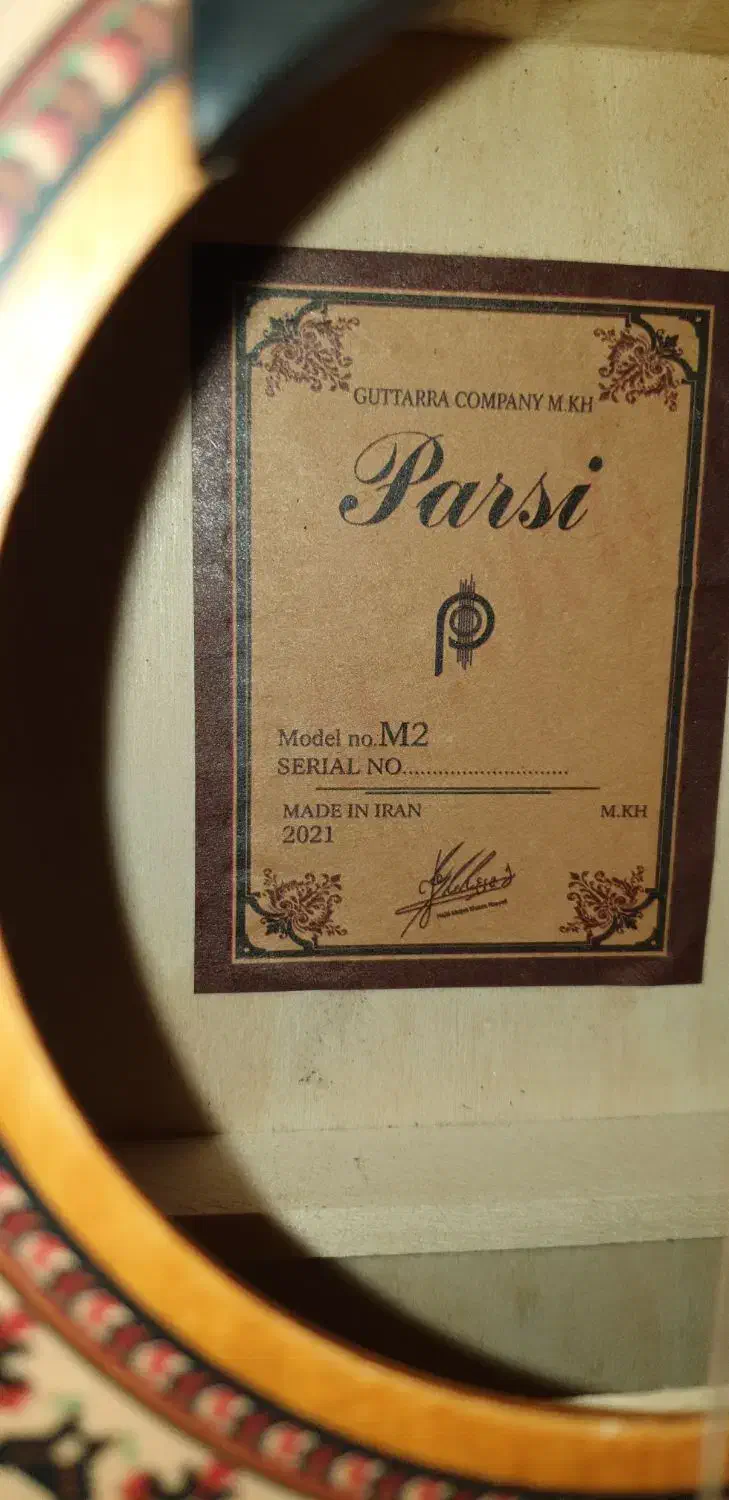 GUTTARRA COMPANY M.KH
Parsi
Model no.M2
SERIAL NO............................
MADE IN IRAN M.KH
2021